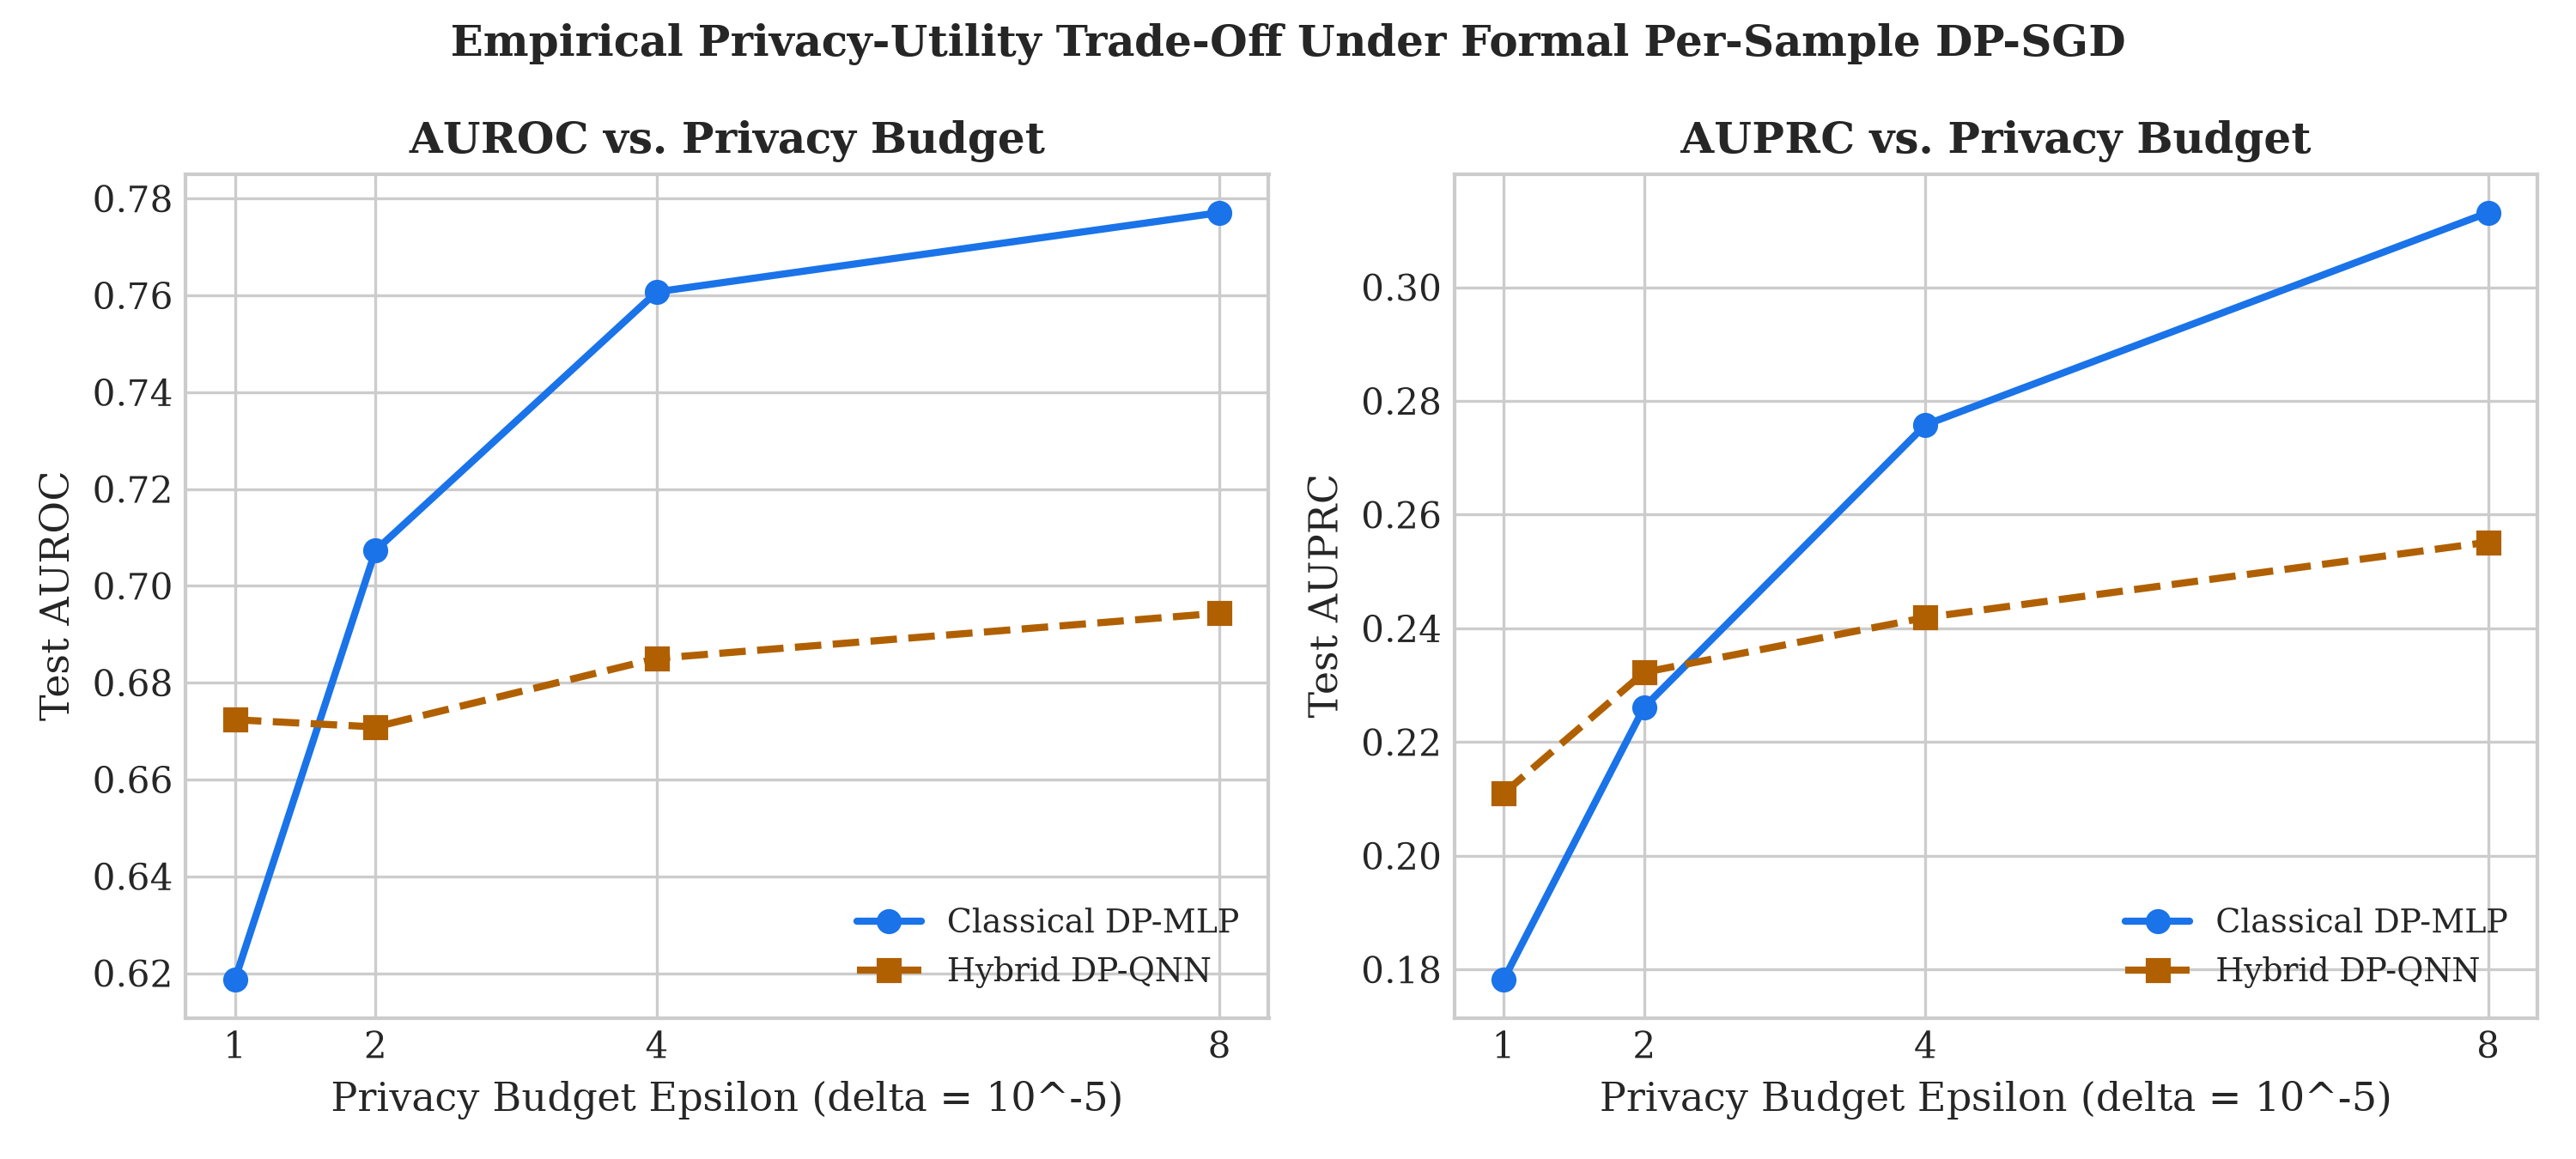 Empirical Privacy-Utility Trade-Off Under Formal Per-Sample DP-SGD
AUROC vs. Privacy Budget
Test AUROC
0.78
0.76
0.74
0.72
0.70
0.68
0.66
0.64
0.62
Classical DP-MLP
Hybrid DP-QNN
1 2 4 8
Privacy Budget Epsilon (delta = 10^-5)
AUPRC vs. Privacy Budget
Test AUPRC
0.30
0.28
0.26
0.24
0.22
0.20
0.18
Classical DP-MLP
Hybrid DP-QNN
1 2 4 8
Privacy Budget Epsilon (delta = 10^-5)